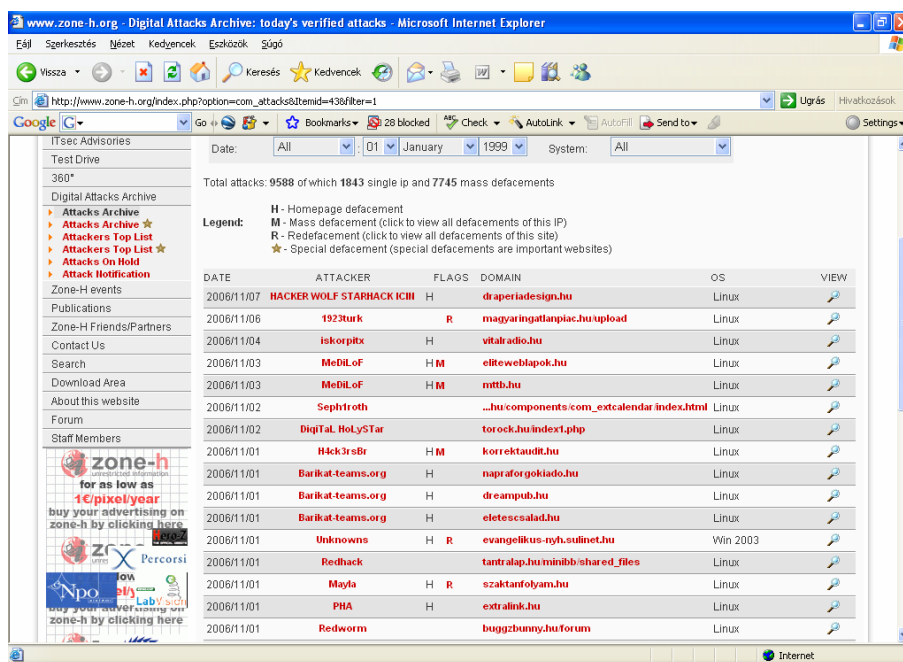 www.zone-h.org - Digital Attacks Archive: today's verified attacks - Microsoft Internet Explorer
Fájl Szerkesztés Nézet Kedvencek Eszközök Súgó
Vissza Keresés Kedvencek
Cím http://www.zone-h.org/index.php?option=com_attacks&Itemid=43&filter=1 Ugrás Hivatkozások
Google G Go Bookmarks 28 blocked ABC Check AutoLink AutoFill Send to Settings
ITsec Advisories
Test Drive
360°
Digital Attacks Archive
Attacks Archive
Attacks Archive
Attackers Top List
Attackers Top List
Attacks On Hold
Attack Notification
Zone-H events
Publications
Zone-H Friends/Partners
Contact Us
Search
Download Area
About this website
Forum
Staff Members
zone-h
unrestricted information
for as low as
1€/pixel/year
buy your advertising on
zone-h by clicking here
Percorsi
Npo
LabVision
zone-h by clicking here
Date: All : 01 January 1999 System: All
Total attacks: 9588 of which 1843 single ip and 7745 mass defacements
Legend:
H - Homepage defacement
M - Mass defacement (click to view all defacements of this IP)
R - Redefacement (click to view all defacements of this site)
- Special defacement (special defacements are important websites)
DATE ATTACKER FLAGS DOMAIN OS VIEW
2006/11/07 HACKER WOLF STARHACK ICIN H draperiadesign.hu Linux
2006/11/06 1923turk R magyaringatlanpiac.hu/upload Linux
2006/11/04 iskorpitx H vitalradio.hu Linux
2006/11/03 MeDiLoF H M eliteweblapok.hu Linux
2006/11/03 MeDiLoF H M mttb.hu Linux
2006/11/02 Seph1roth ...hu/components/com_extcalendar/index.html Linux
2006/11/02 DiqiTaL HoLySTar torock.hu/index1.php Linux
2006/11/01 H4ck3rsBr H M korrektaudit.hu Linux
2006/11/01 Barikat-teams.org H napraforgokiado.hu Linux
2006/11/01 Barikat-teams.org H dreampub.hu Linux
2006/11/01 Barikat-teams.org H eletescsalad.hu Linux
2006/11/01 Unknowns H R evangelikus-nyh.sulinet.hu Win 2003
2006/11/01 Redhack tantralap.hu/minibb/shared_files Linux
2006/11/01 Mayla H R szaktanfolyam.hu Linux
2006/11/01 PHA H extralink.hu Linux
2006/11/01 Redworm buggzbunny.hu/forum Linux
Internet